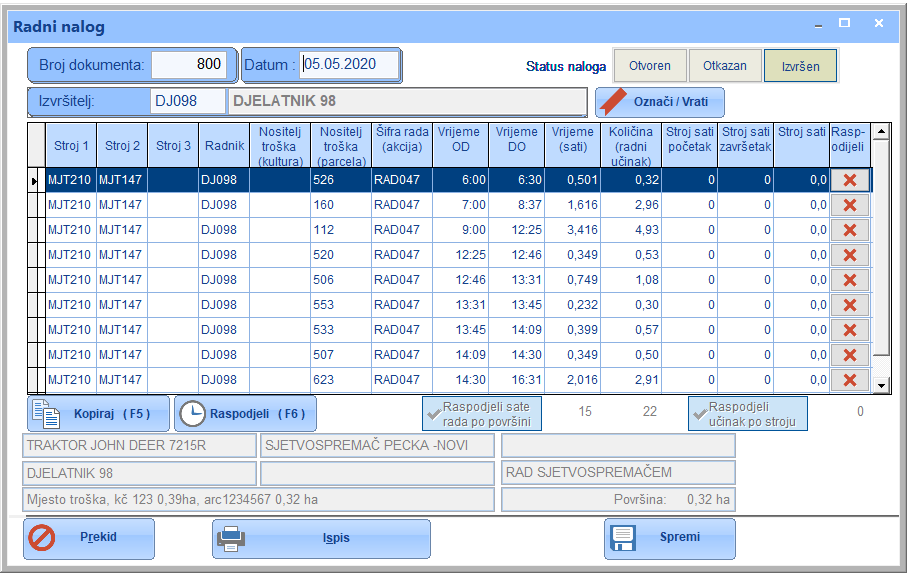 Radni nalog
Broj dokumenta: 800 Datum : 05.05.2020 Status naloga Otvoren Otkazan Izvršen
Izvršitelj: DJ098 DJELATNIK 98 Označi / Vrati
Stroj 1 Stroj 2 Stroj 3 Radnik Nositelj troška (kultura) Nositelj troška (parcela) Šifra rada (akcija) Vrijeme OD Vrijeme DO Vrijeme (sati) Količina (radni učinak) Stroj sati početak Stroj sati završetak Stroj sati Rasp-odijeli
MJT210 MJT147 DJ098 526 RAD047 6:00 6:30 0,501 0,32 0 0 0,0
MJT210 MJT147 DJ098 160 RAD047 7:00 8:37 1,616 2,96 0 0 0,0
MJT210 MJT147 DJ098 112 RAD047 9:00 12:25 3,416 4,93 0 0 0,0
MJT210 MJT147 DJ098 520 RAD047 12:25 12:46 0,349 0,53 0 0 0,0
MJT210 MJT147 DJ098 506 RAD047 12:46 13:31 0,749 1,08 0 0 0,0
MJT210 MJT147 DJ098 553 RAD047 13:31 13:45 0,232 0,30 0 0 0,0
MJT210 MJT147 DJ098 533 RAD047 13:45 14:09 0,399 0,57 0 0 0,0
MJT210 MJT147 DJ098 507 RAD047 14:09 14:30 0,349 0,50 0 0 0,0
MJT210 MJT147 DJ098 623 RAD047 14:30 16:31 2,016 2,91 0 0 0,0
Kopiraj ( F5 ) Raspodjeli ( F6 ) Raspodjeli sate rada po površini 15 22 Raspodjeli učinak po stroju 0
TRAKTOR JOHN DEER 7215R SJETVOSPREMAČ PECKA -NOVI
DJELATNIK 98 RAD SJETVOSPREMAČEM
Mjesto troška, kč 123 0,39ha, arc1234567 0,32 ha Površina: 0,32 ha
Prekid Ispis Spremi